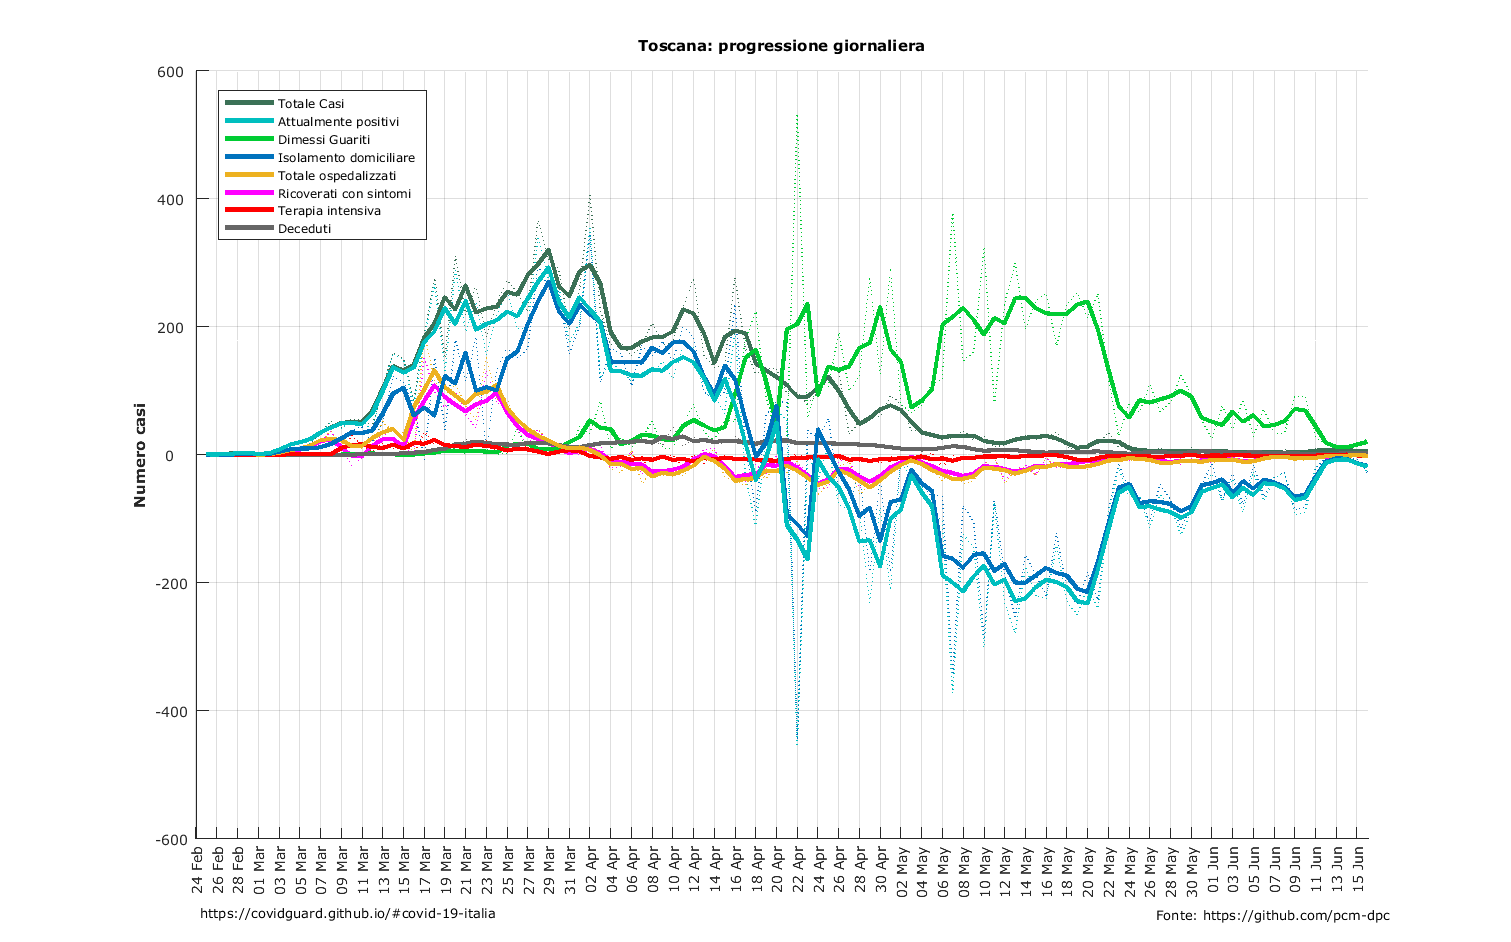 Toscana: progressione giornaliera
Numero casi
600
400
200
0
-200
-400
-600
Totale Casi
Attualmente positivi
Dimessi Guariti
Isolamento domiciliare
Totale ospedalizzati
Ricoverati con sintomi
Terapia intensiva
Deceduti
24 Feb
26 Feb
28 Feb
01 Mar
03 Mar
05 Mar
07 Mar
09 Mar
11 Mar
13 Mar
15 Mar
17 Mar
19 Mar
21 Mar
23 Mar
25 Mar
27 Mar
29 Mar
31 Mar
02 Apr
04 Apr
06 Apr
08 Apr
10 Apr
12 Apr
14 Apr
16 Apr
18 Apr
20 Apr
22 Apr
24 Apr
26 Apr
28 Apr
30 Apr
02 May
04 May
06 May
08 May
10 May
12 May
14 May
16 May
18 May
20 May
22 May
24 May
26 May
28 May
30 May
01 Jun
03 Jun
05 Jun
07 Jun
09 Jun
11 Jun
13 Jun
15 Jun
https://covidguard.github.io/#covid-19-italia
Fonte: https://github.com/pcm-dpc